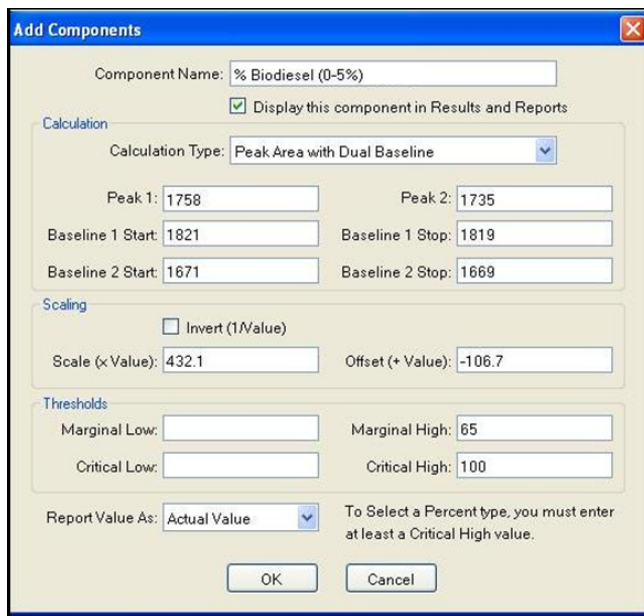 Add Components
Component Name: % Biodiesel (0-5%)
Display this component in Results and Reports
Calculation
Calculation Type: Peak Area with Dual Baseline
Peak 1: 1758 Peak 2: 1735
Baseline 1 Start: 1821 Baseline 1 Stop: 1819
Baseline 2 Start: 1671 Baseline 2 Stop: 1669
Scaling
Invert (1/Value)
Scale (x Value): 432.1 Offset (+ Value): -106.7
Thresholds
Marginal Low: Marginal High: 65
Critical Low: Critical High: 100
Report Value As: Actual Value To Select a Percent type, you must enter
at least a Critical High value.
OK Cancel